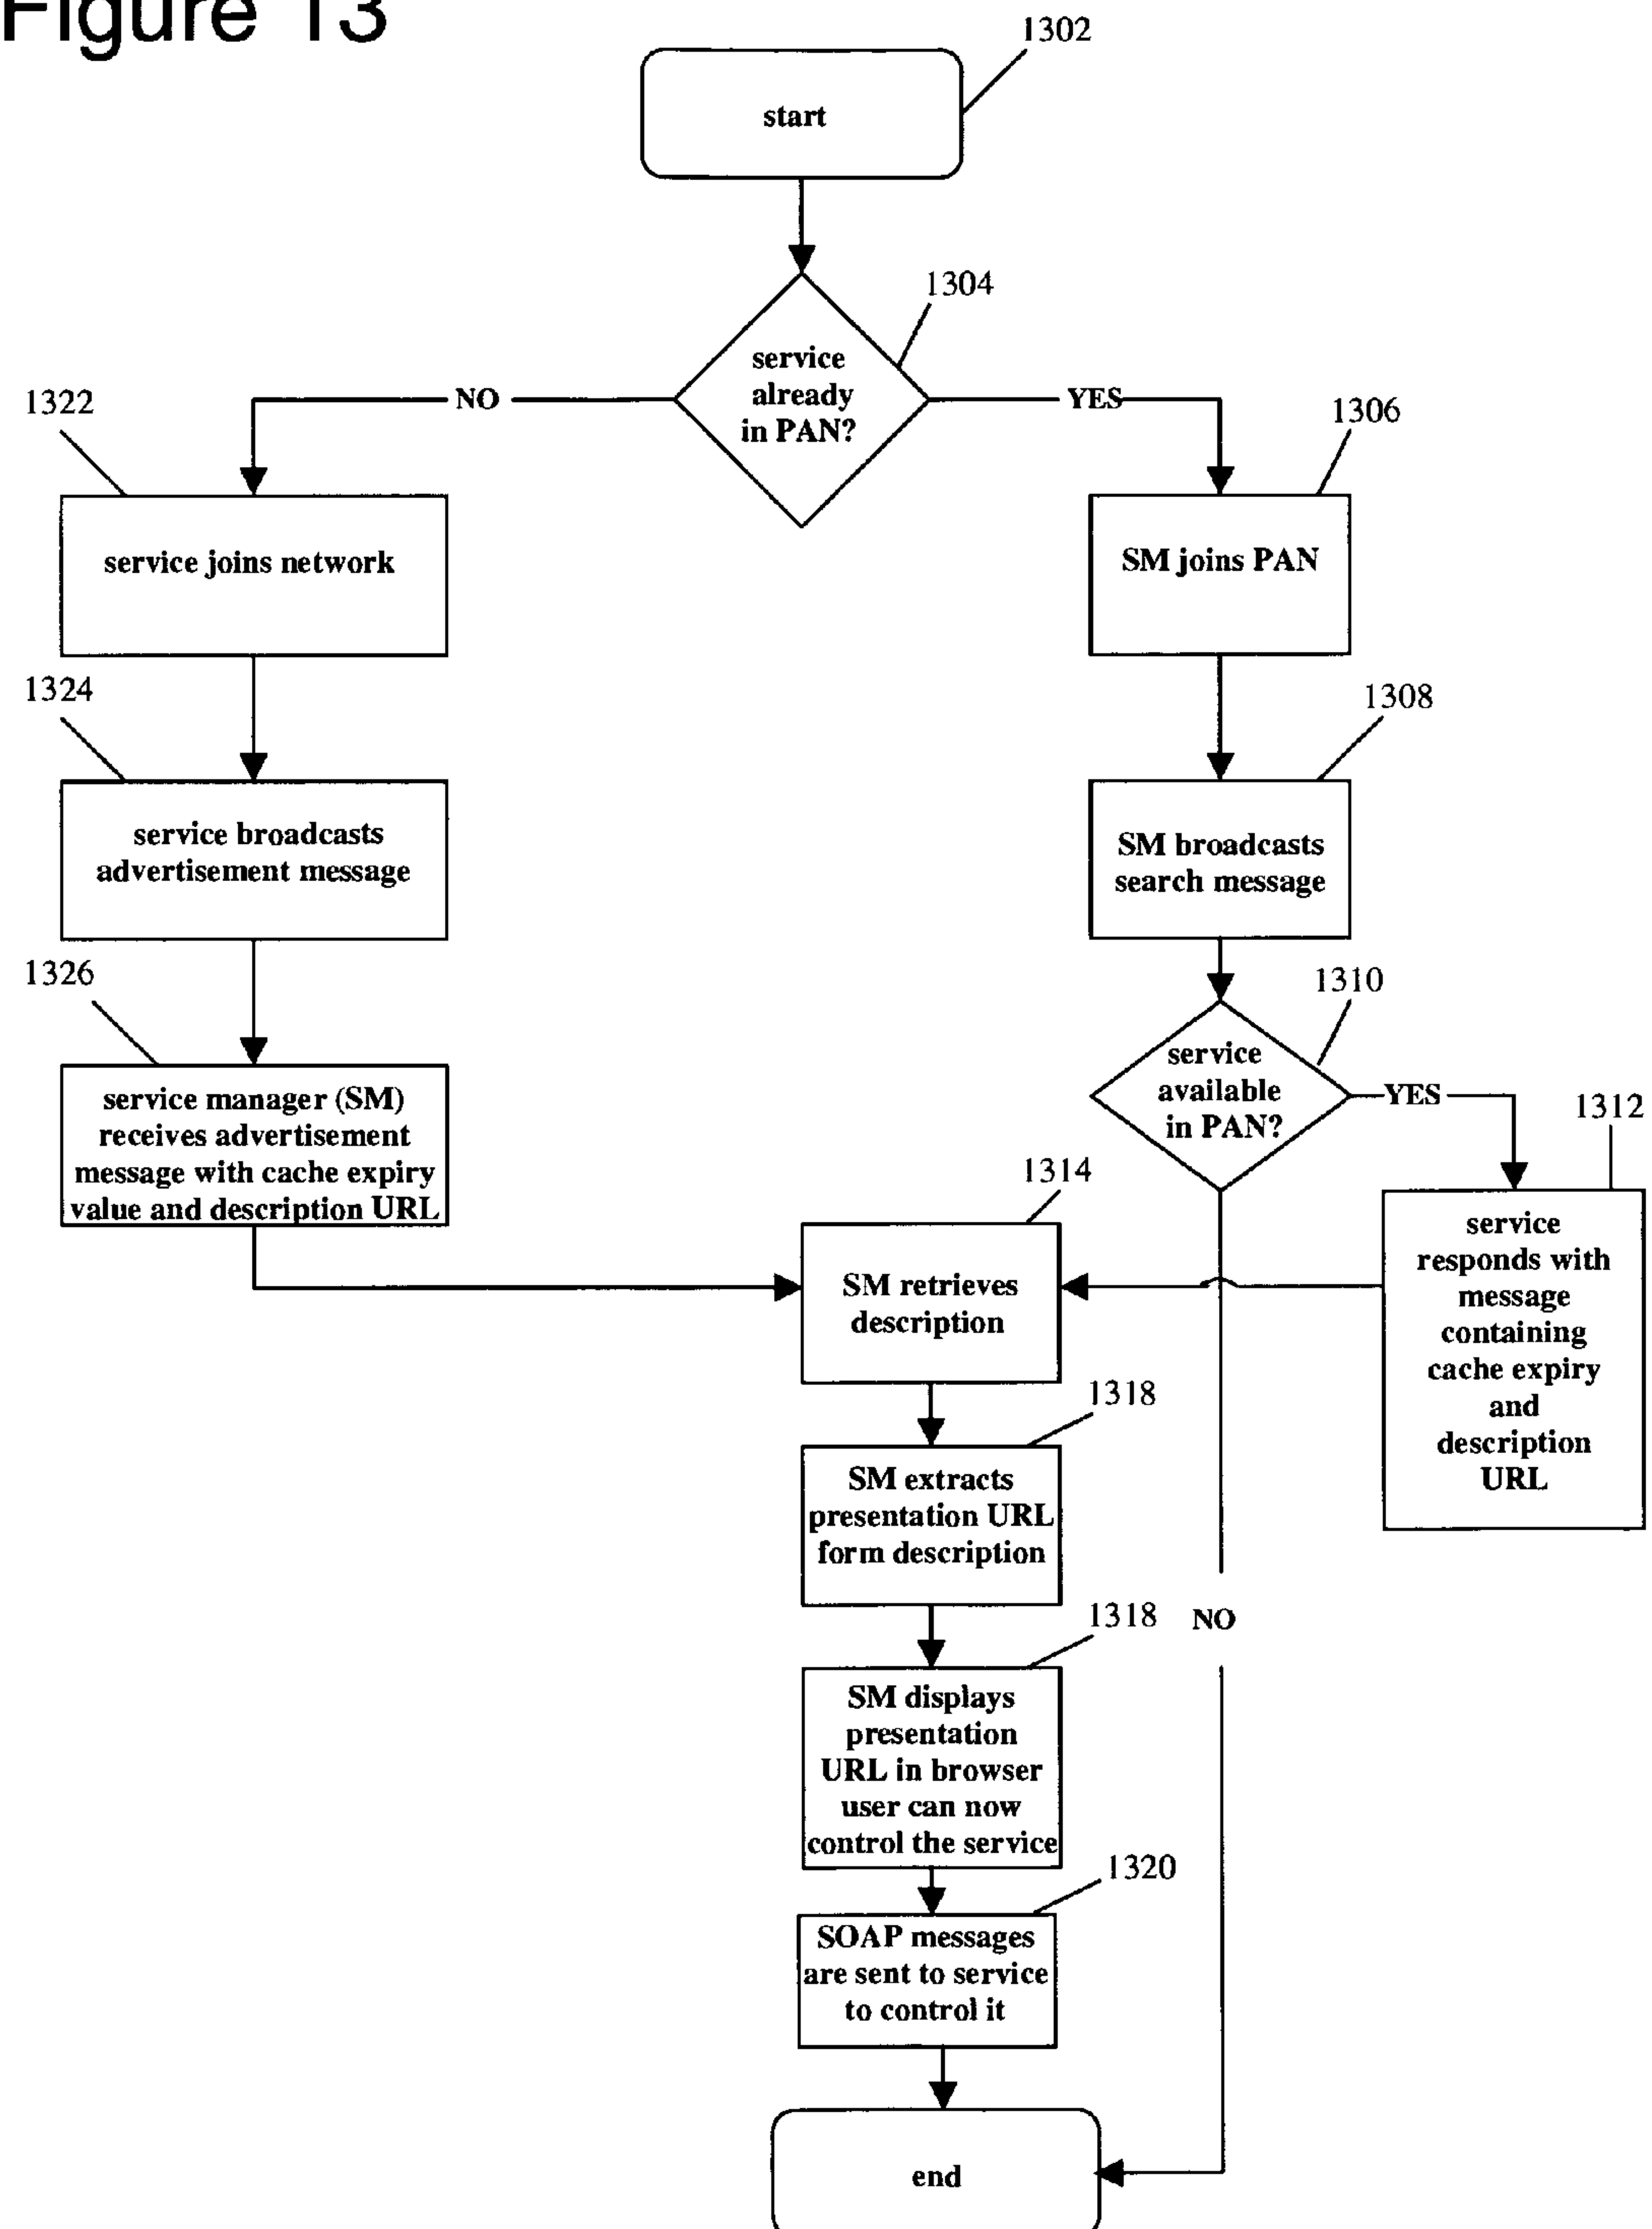 Figure 13
1302
start
1304
service
already
in PAN?
NO
YES
1322
1306
service joins network
SM joins PAN
1324
1308
service broadcasts
advertisement message
SM broadcasts
search message
1326
1310
service manager (SM)
receives advertisement
message with cache expiry
value and description URL
service
available
in PAN?
YES
1312
1314
service
responds with
message
containing
cache expiry
and
description
URL
SM retrieves
description
1318
SM extracts
presentation URL
form description
1318
NO
SM displays
presentation
URL in browser
user can now
control the service
1320
SOAP messages
are sent to service
to control it
end